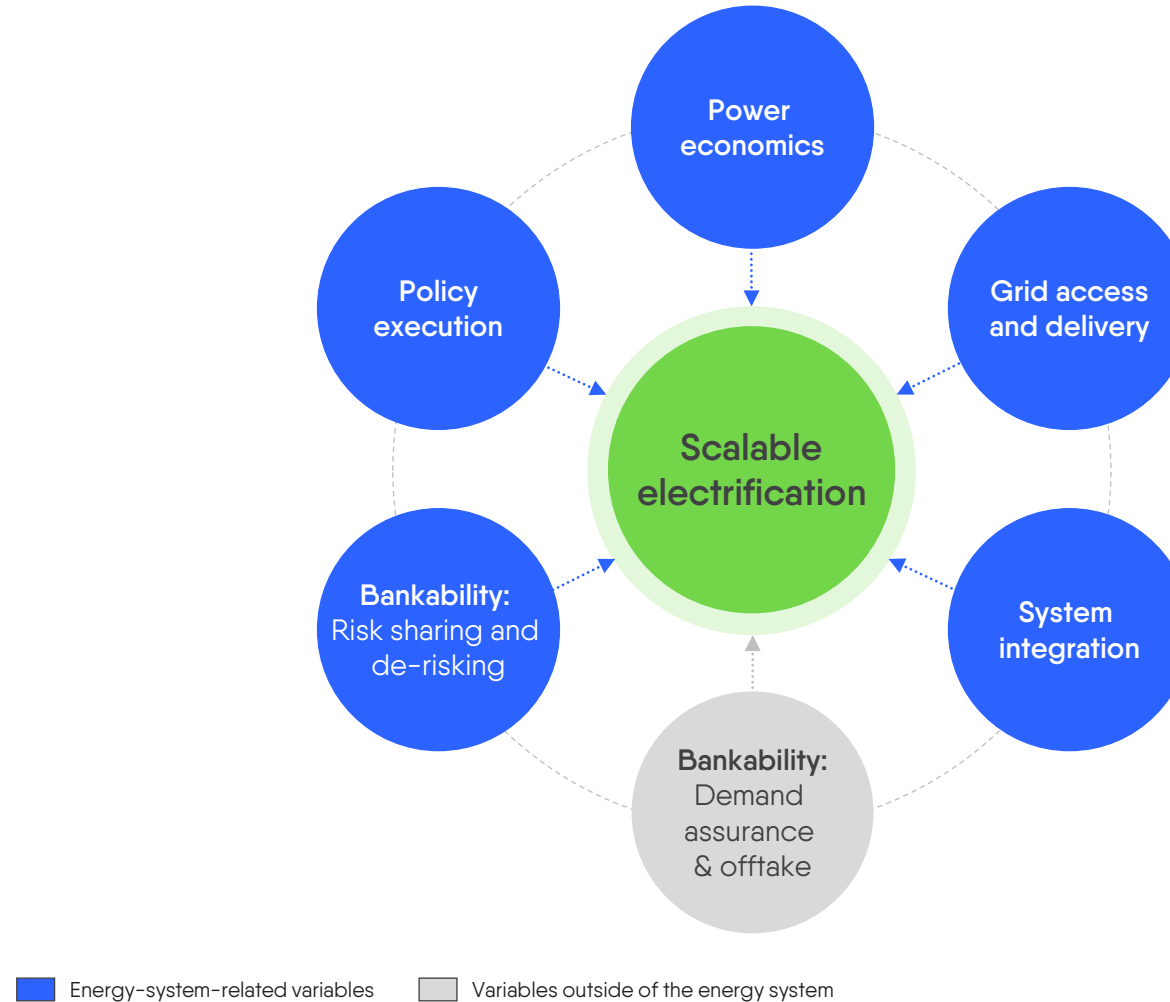 Power
economics
Policy
execution
Grid access
and delivery
Scalable
electrification
Bankability:
Risk sharing and
de-risking
System
integration
Bankability:
Demand
assurance
& offtake
Energy-system-related variables
Variables outside of the energy system